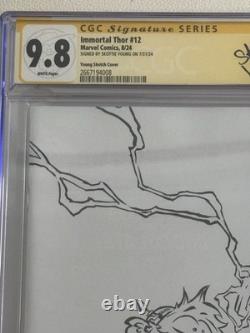 CGC Signature SERIES
9.8
WHITE Pages
Immortal Thor #12
Marvel Comics, 8/24
SIGNED BY SKOTTIE YOUNG ON 7/31/24
Young Sketch Cover
2667194008